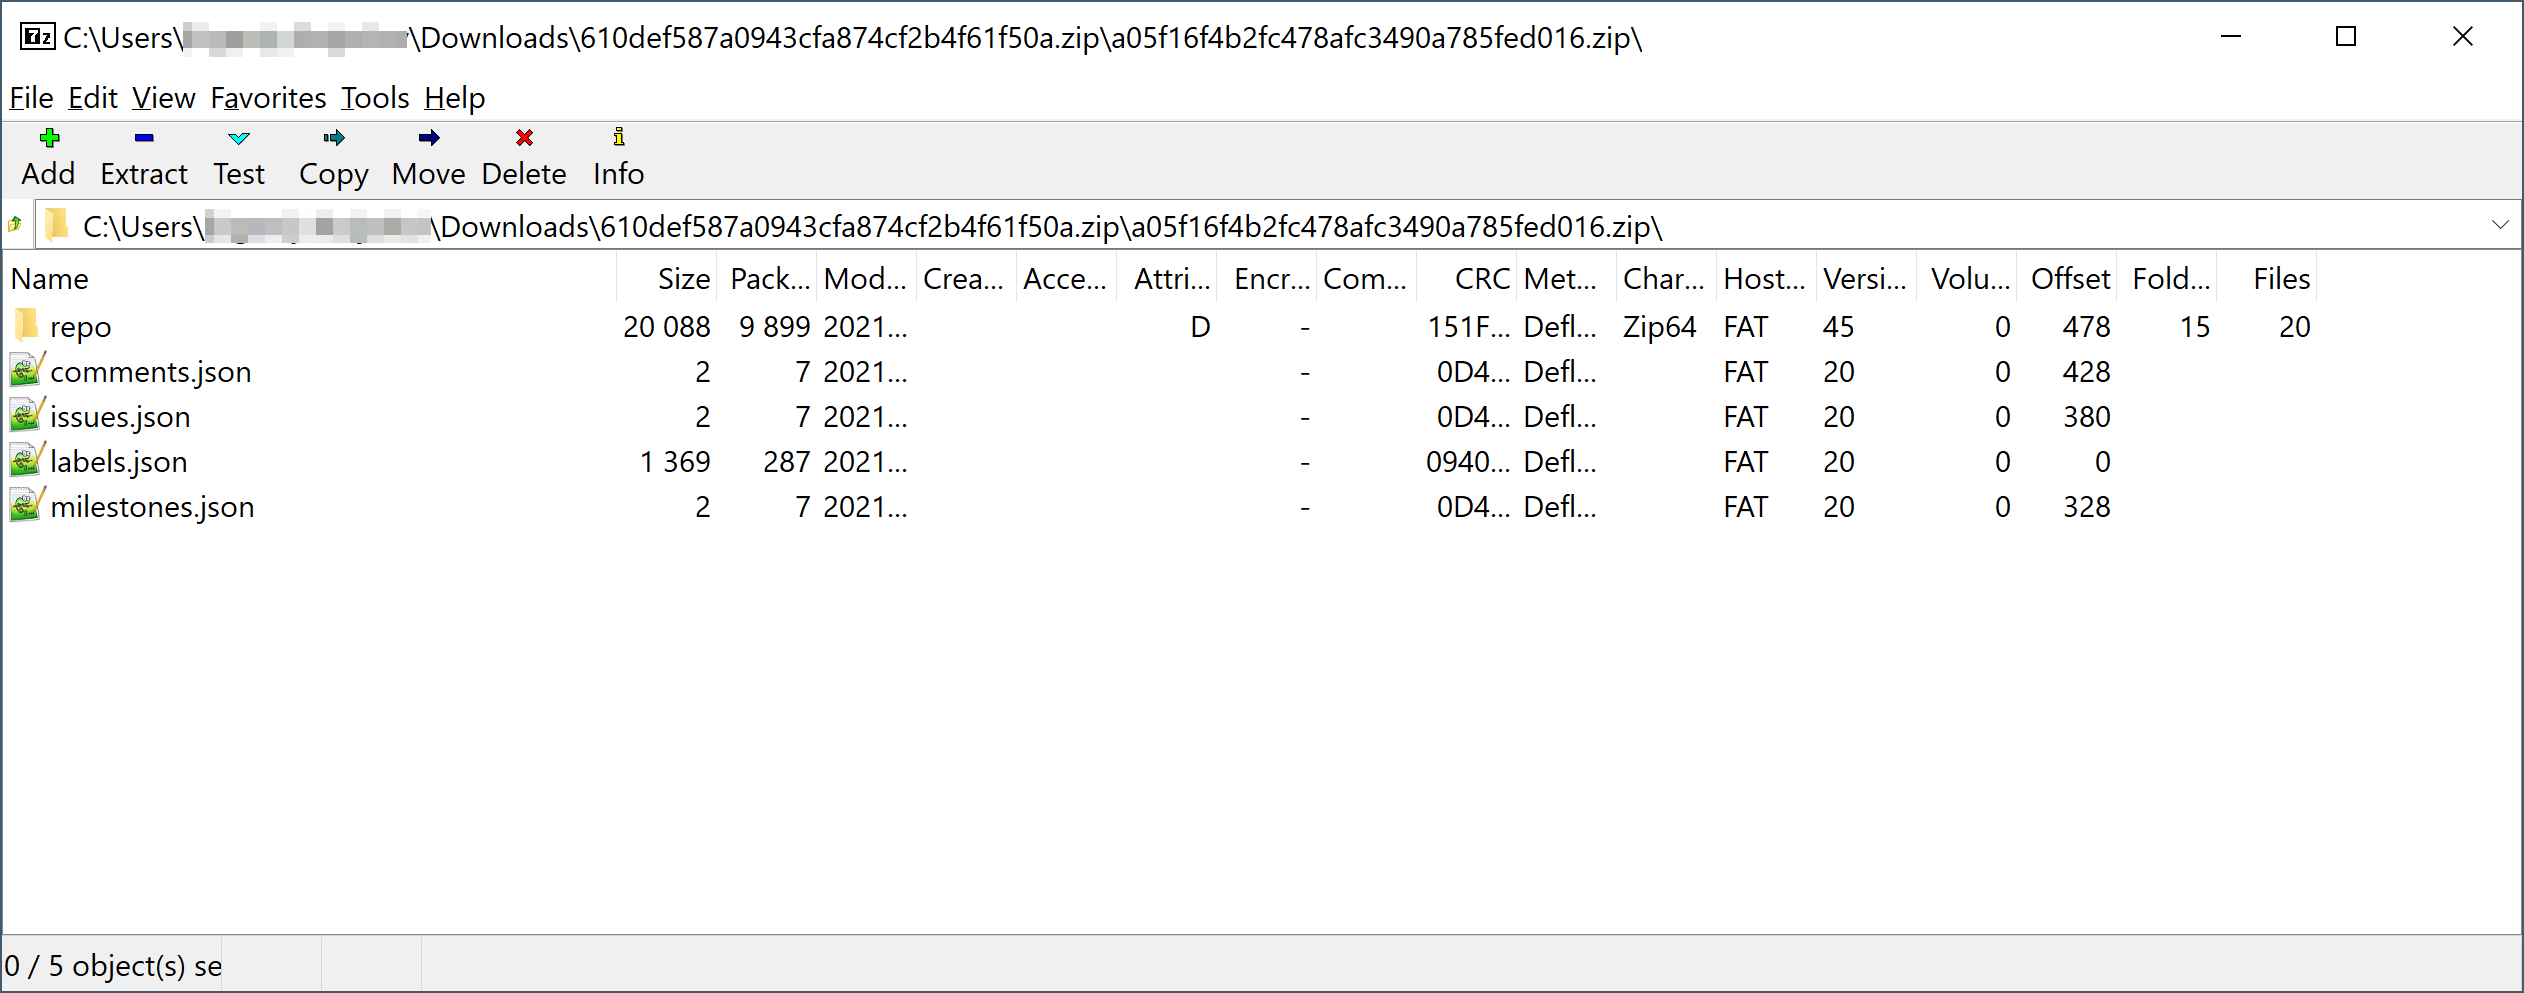 C:\Users\ \Downloads\610def587a0943cfa874cf2b4f61f50a.zip\a05f16f4b2fc478afc3490a785fed016.zip\
File Edit View Favorites Tools Help
Add Extract Test Copy Move Delete Info
C:\Users\ \Downloads\610def587a0943cfa874cf2b4f61f50a.zip\a05f16f4b2fc478afc3490a785fed016.zip\
Name Size Pack... Mod... Crea... Acce... Attri... Encr... Com... CRC Met... Char... Host... Versi... Volu... Offset Fold... Files
repo 20 088 9 899 2021... D - 151F... Defl... Zip64 FAT 45 0 478 15 20
comments.json 2 7 2021... - 0D4... Defl... FAT 20 0 428
issues.json 2 7 2021... - 0D4... Defl... FAT 20 0 380
labels.json 1 369 287 2021... - 0940... Defl... FAT 20 0 0
milestones.json 2 7 2021... - 0D4... Defl... FAT 20 0 328
0 / 5 object(s) se